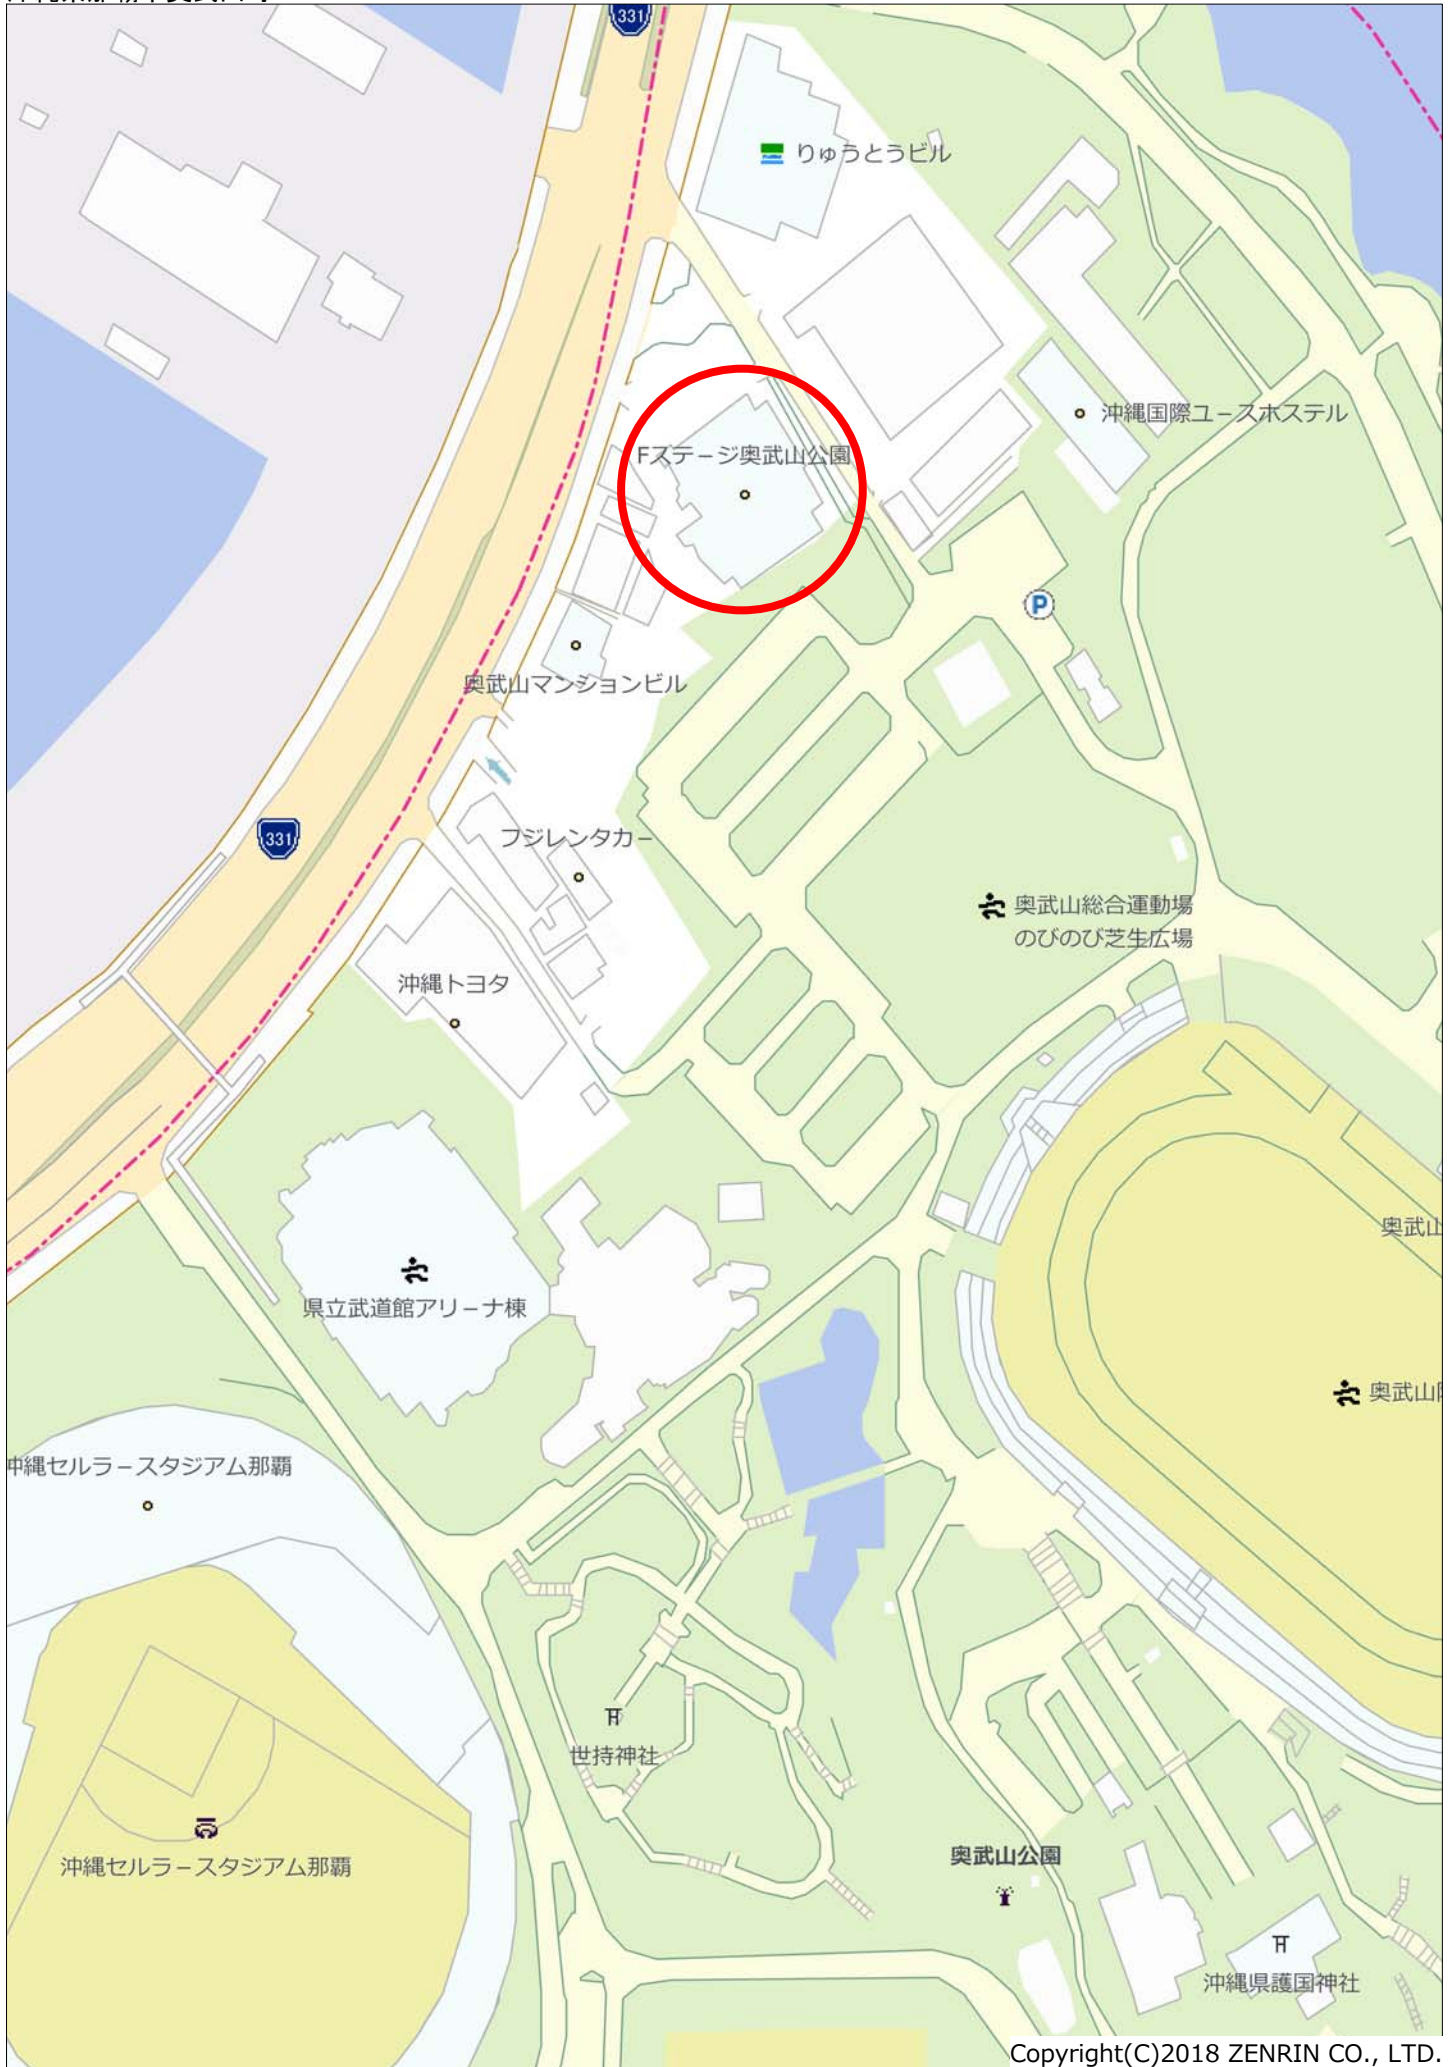 331
りゅうとうビル
沖縄国際ユースホステル
Fステージ奥武山公園
P
奥武山マンションビル
331
フジレンタカー
奥武山総合運動場
のびのび芝生広場
沖縄トヨタ
奥武山
県立武道館アリーナ棟
奥武山
沖縄セルラースタジアム那覇
世持神社
沖縄セルラースタジアム那覇
奥武山公園
沖縄県護国神社
Copyright(C)2018 ZENRIN CO., LTD.